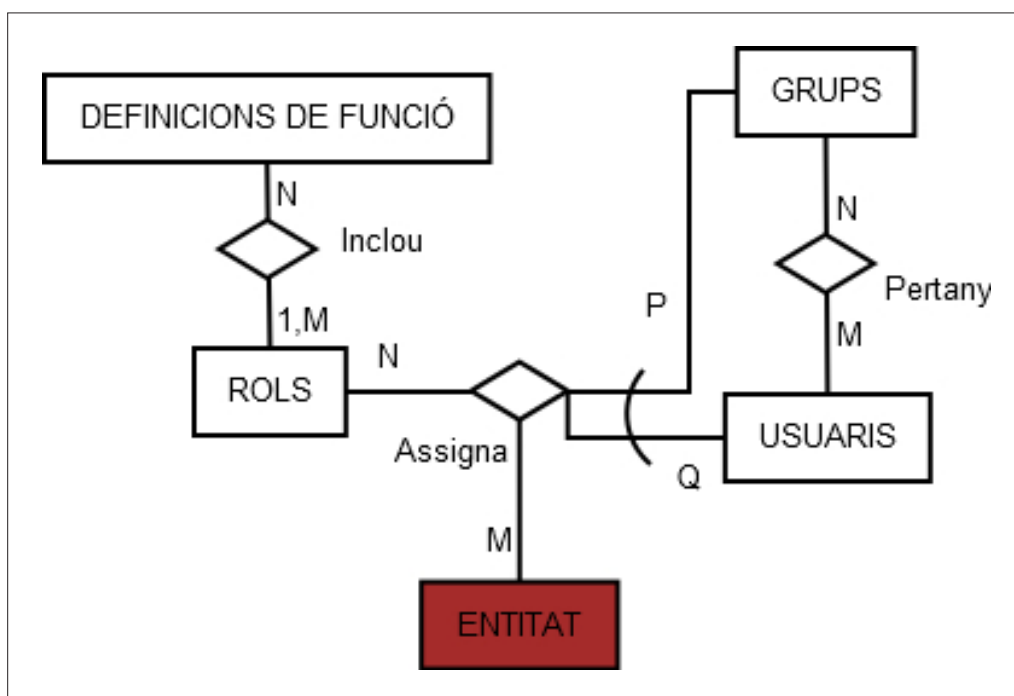 GRUPS
DEFINICIONS DE FUNCIÓ
N
N
Inclou
Pertany
P
1,M
M
N
ROLS
USUARIS
Assigna
Q
M
ENTITAT